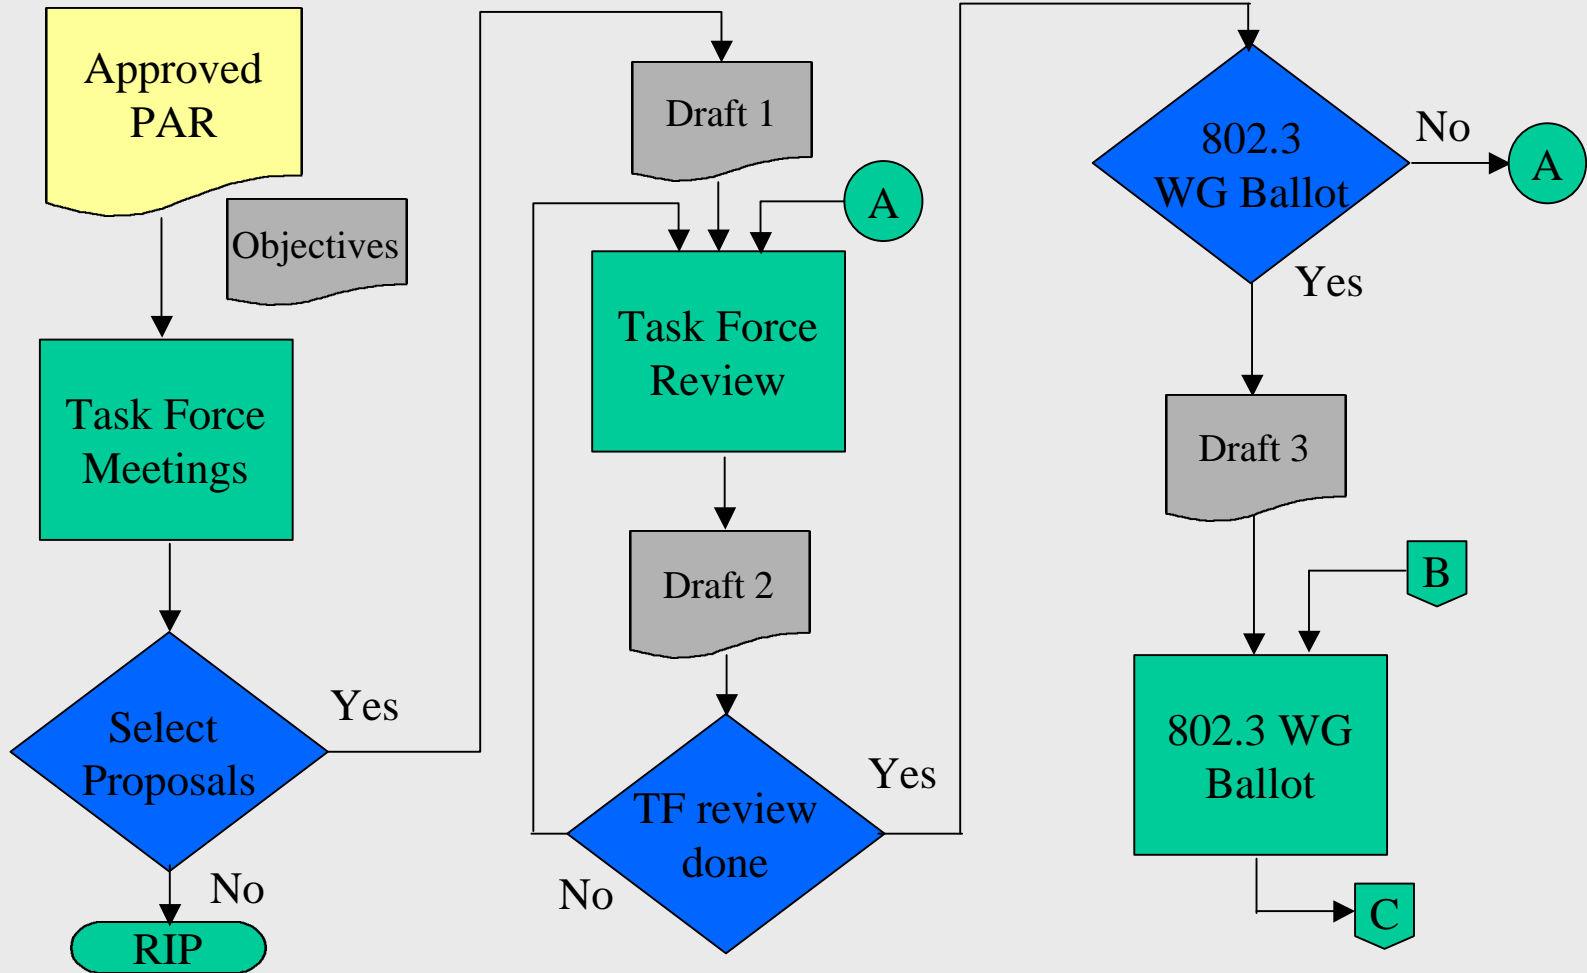 Approved
PAR
Objectives
Task Force
Meetings
Select
Proposals
Yes
No
RIP
Draft 1
A
Task Force
Review
Draft 2
TF review
done
Yes
No
802.3
WG Ballot
No
A
Yes
Draft 3
B
802.3 WG
Ballot
C